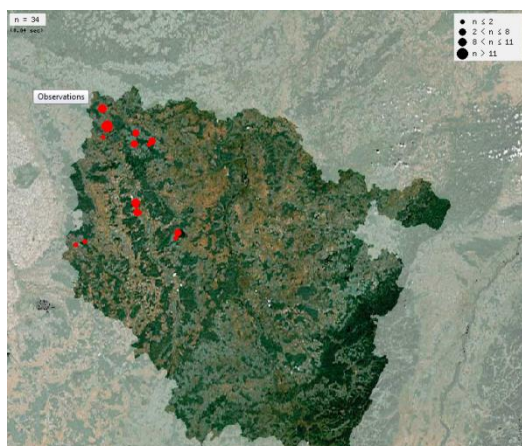 n = 34
Observations
n ≤ 2
2 < n ≤ 8
8 < n ≤ 11
n > 11